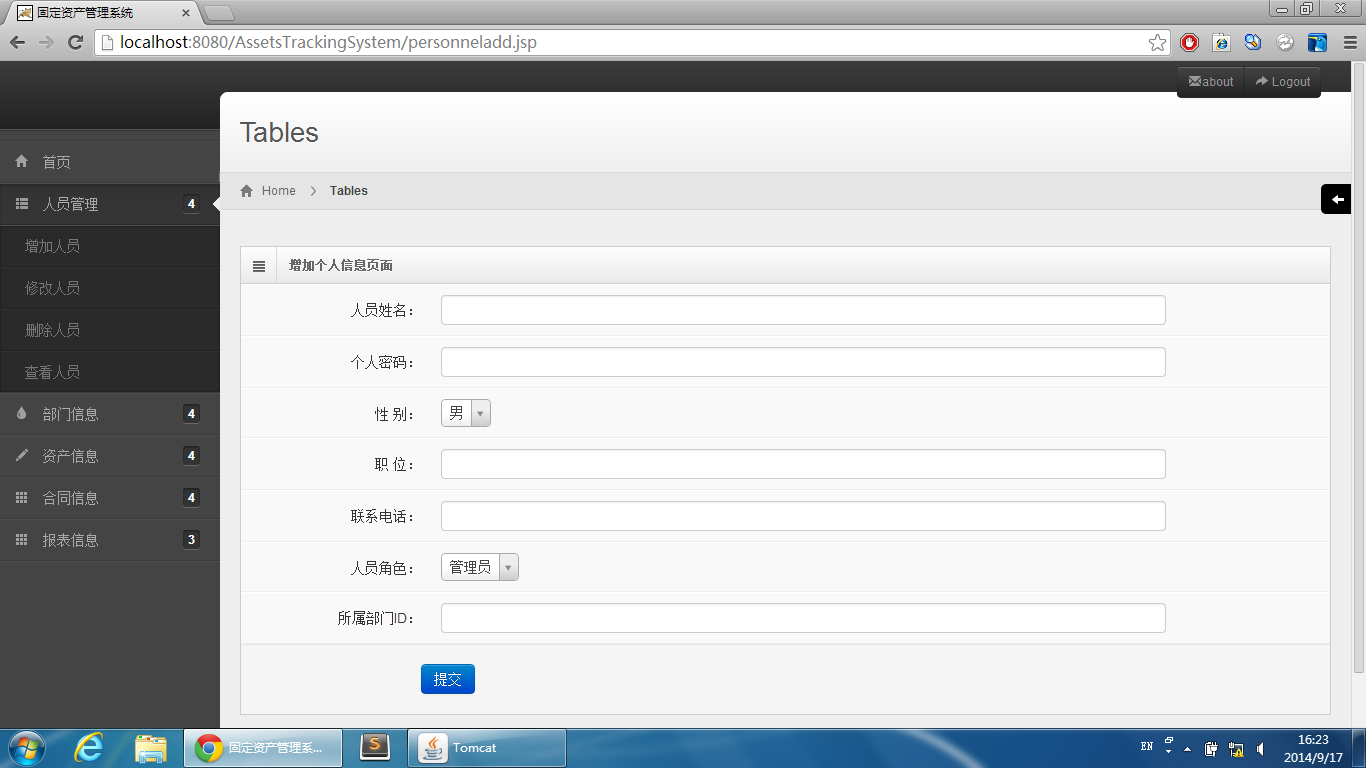 固定资产管理系统
localhost:8080/AssetsTrackingSystem/personneladd.jsp
about Logout
Tables
首页
Home Tables
人员管理 4
增加人员
修改人员
删除人员
查看人员
部门信息 4
资产信息 4
合同信息 4
报表信息 3
增加个人信息页面
人员姓名：
个人密码：
性 别： 男
职 位：
联系电话：
人员角色： 管理员
所属部门ID：
提交
固定资产管理系...
Tomcat
EN
16:23
2014/9/17